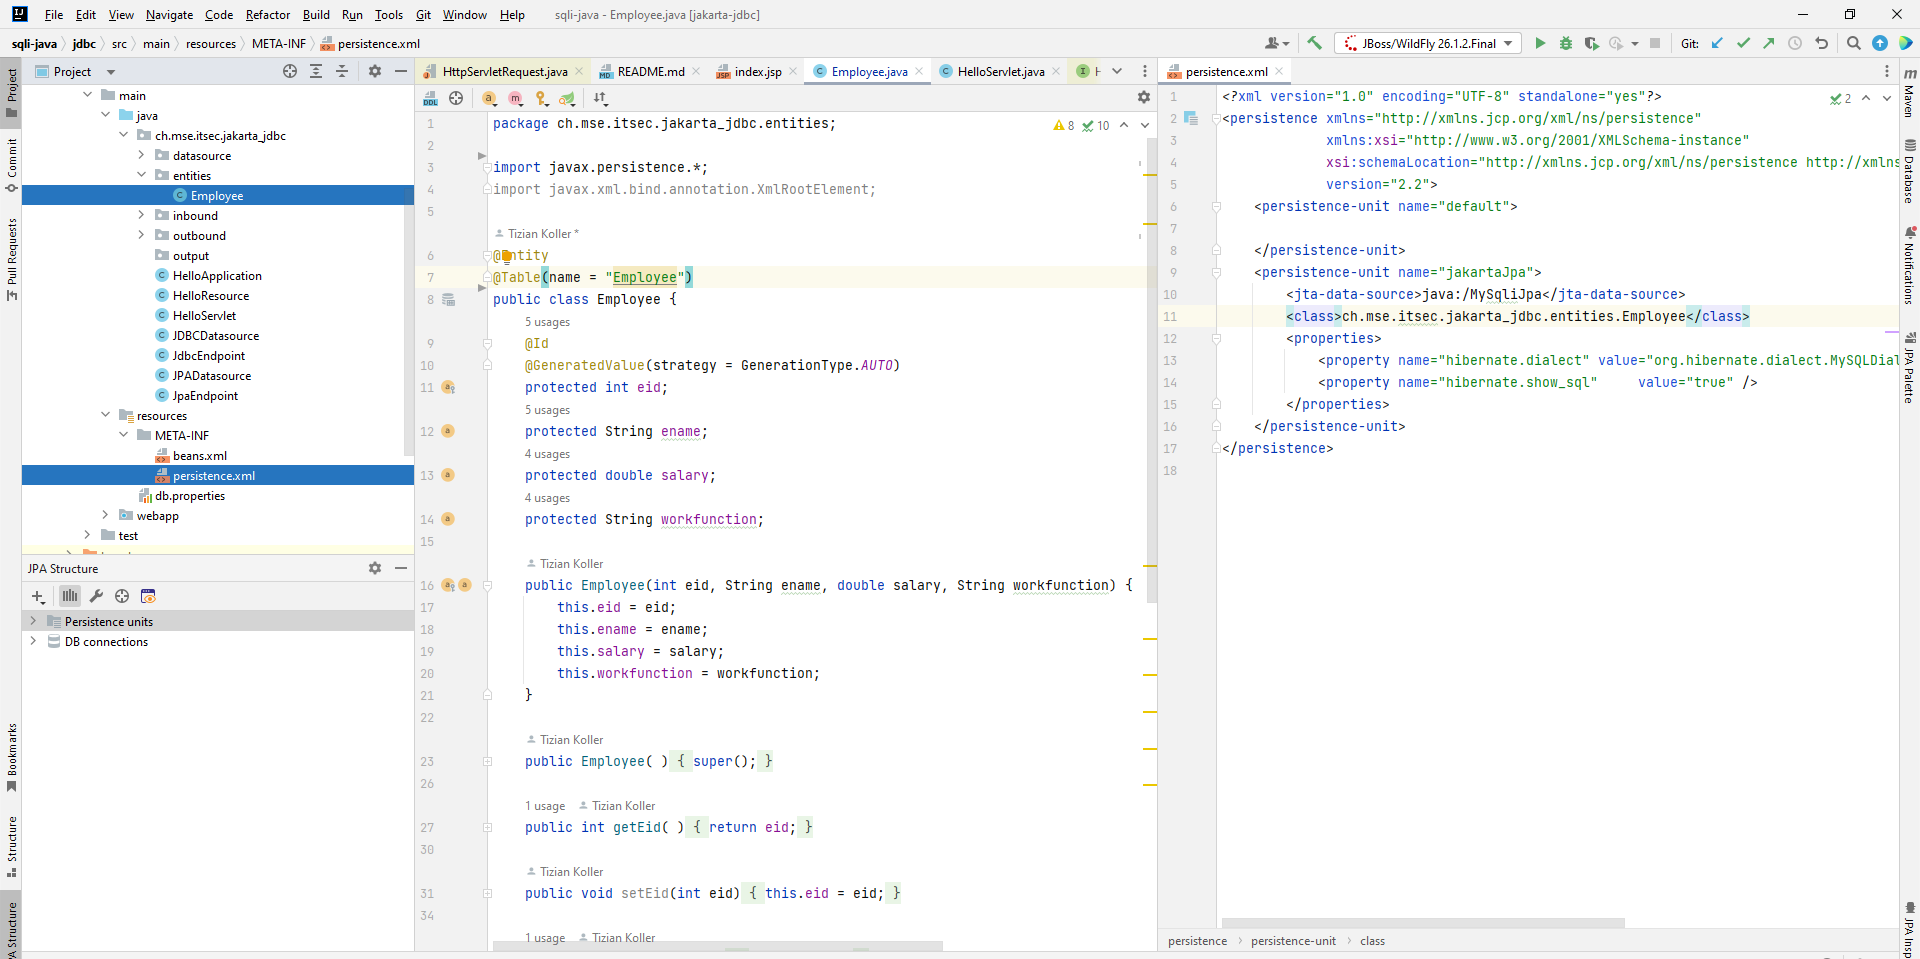 File Edit View Navigate Code Refactor Build Run Tools Git Window Help sqli-java - Employee.java [jakarta-jdbc]
sqli-java jdbc src main resources META-INF persistence.xml
JBoss/WildFly 26.1.2.Final Git:
Project
Commit
Pull Requests
Bookmarks
Structure
Project
main
java
ch.mse.itsec.jakarta_jdbc
datasource
entities
Employee
inbound
outbound
output
HelloApplication
HelloResource
HelloServlet
JDBCDatasource
JdbcEndpoint
JPADatasource
JpaEndpoint
resources
META-INF
beans.xml
persistence.xml
db.properties
webapp
test
JPA Structure
Persistence units
DB connections
HttpServletRequest.java README.md index.jsp Employee.java HelloServlet.java
8 10
1 package ch.mse.itsec.jakarta_jdbc.entities;
2
3 import javax.persistence.*;
4 import javax.xml.bind.annotation.XmlRootElement;
5
Tizian Koller *
6 @Entity
7 @Table(name = "Employee")
8 public class Employee {
5 usages
9 @Id
10 @GeneratedValue(strategy = GenerationType.AUTO)
11 protected int eid;
5 usages
12 protected String ename;
4 usages
13 protected double salary;
4 usages
14 protected String workfunction;
15
Tizian Koller
16 public Employee(int eid, String ename, double salary, String workfunction) {
17 this.eid = eid;
18 this.ename = ename;
19 this.salary = salary;
20 this.workfunction = workfunction;
21 }
22
Tizian Koller
23 public Employee( ) { super(); }
26
1 usage Tizian Koller
27 public int getEid( ) { return eid; }
30
Tizian Koller
31 public void setEid(int eid) { this.eid = eid; }
34
1 usage Tizian Koller
persistence.xml
2
1 <?xml version="1.0" encoding="UTF-8" standalone="yes"?>
2 <persistence xmlns="http://xmlns.jcp.org/xml/ns/persistence"
3 xmlns:xsi="http://www.w3.org/2001/XMLSchema-instance"
4 xsi:schemaLocation="http://xmlns.jcp.org/xml/ns/persistence http://xmlns
5 version="2.2">
6 <persistence-unit name="default">
7
8 </persistence-unit>
9 <persistence-unit name="jakartaJpa">
10 <jta-data-source>java:/MySqliJpa</jta-data-source>
11 <class>ch.mse.itsec.jakarta_jdbc.entities.Employee</class>
12 <properties>
13 <property name="hibernate.dialect" value="org.hibernate.dialect.MySQLDial
14 <property name="hibernate.show_sql" value="true" />
15 </properties>
16 </persistence-unit>
17 </persistence>
18
persistence persistence-unit class
Maven
Database
Notifications
JPA Palette
JPA Insp